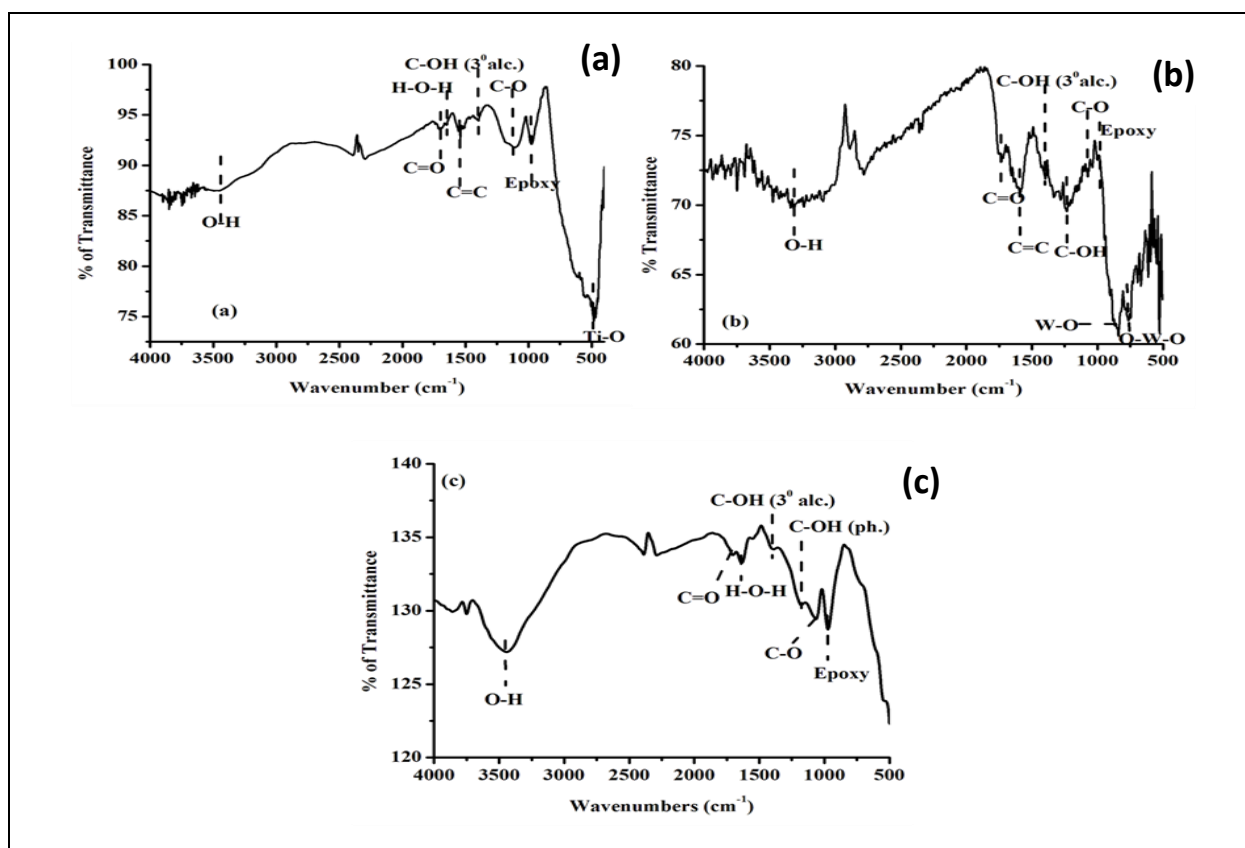 (a)
100
95
90
85
80
75
% of Transmittance
C-OH (3⁰alc.)
H-O-H
C-O
C=O
C=C
Epoxy
O-H
(a)
Ti-O
4000 3500 3000 2500 2000 1500 1000 500
Wavenumber (cm⁻¹)
(b)
80
75
70
65
60
% Transmittance
C-OH (3⁰ alc.)
C-O
Epoxy
C=O
O-H
C=C
C-OH
W-O
O-W-O
(b)
4000 3500 3000 2500 2000 1500 1000 500
Wavenumber (cm⁻¹)
(c)
140
135
130
125
120
% of Transmittance
(c)
C-OH (3⁰ alc.)
C-OH (ph.)
C=O
H-O-H
C-O
Epoxy
O-H
4000 3500 3000 2500 2000 1500 1000 500
Wavenumbers (cm⁻¹)